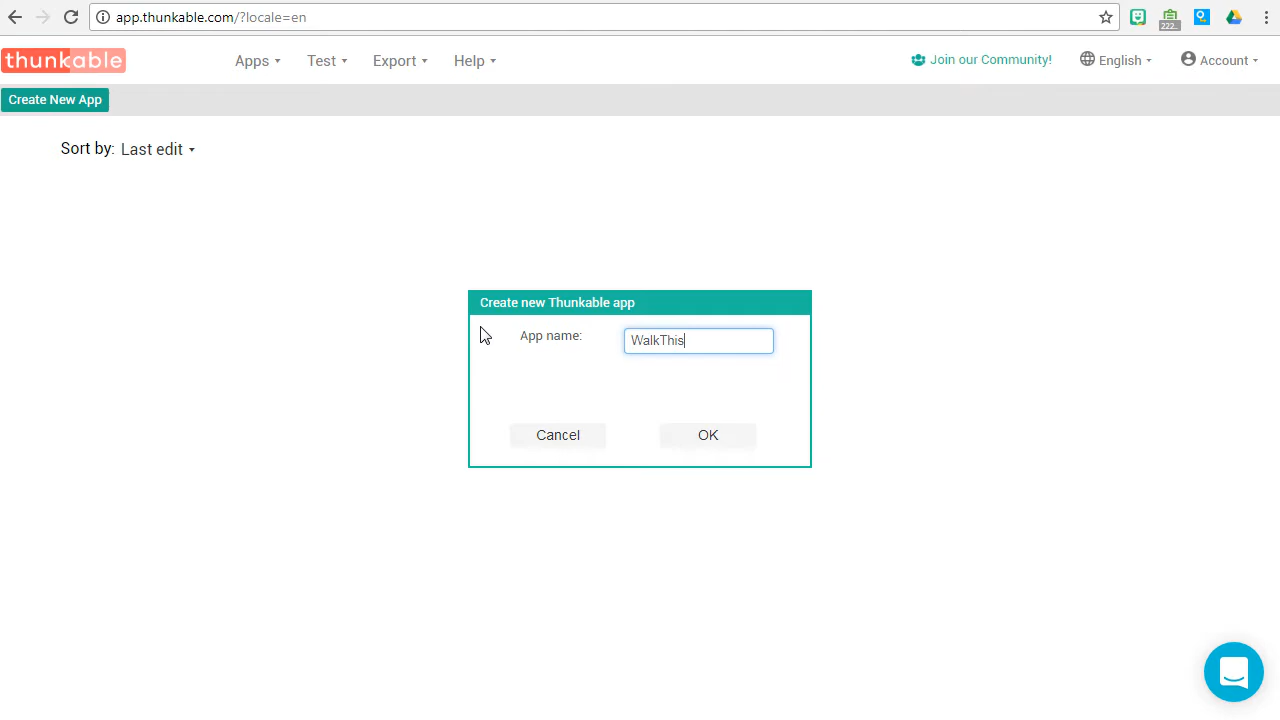 app.thunkable.com/?locale=en
222..
thunkable
Apps
Test
Export
Help
Join our Community!
English
Account
Create New App
Sort by: Last edit
Create new Thunkable app
App name: WalkThis
Cancel
OK